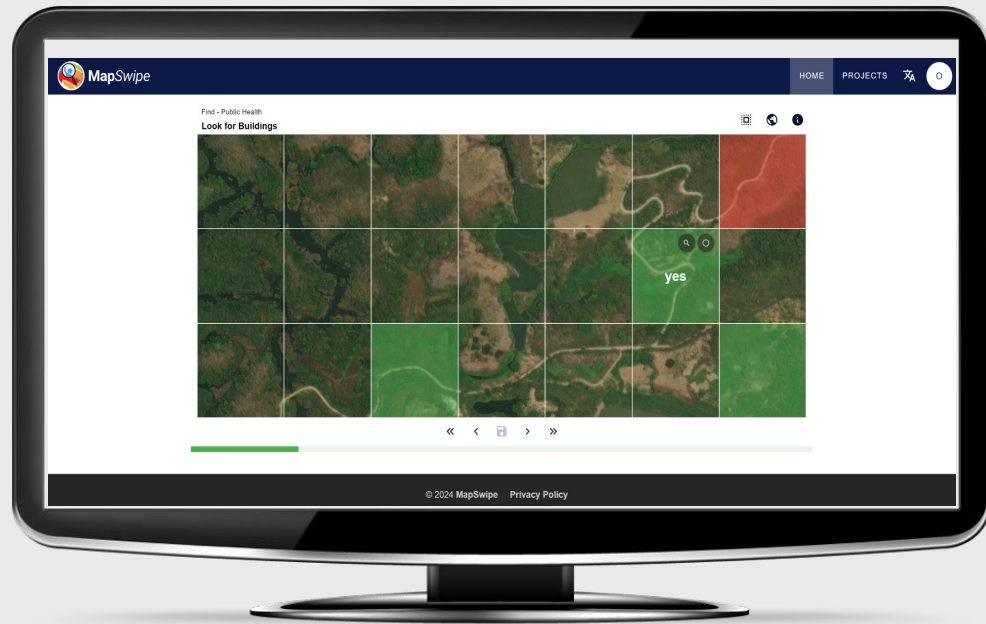 MapSwipe
HOME
PROJECTS
O
Find - Public Health
Look for Buildings
yes
© 2024 MapSwipe Privacy Policy